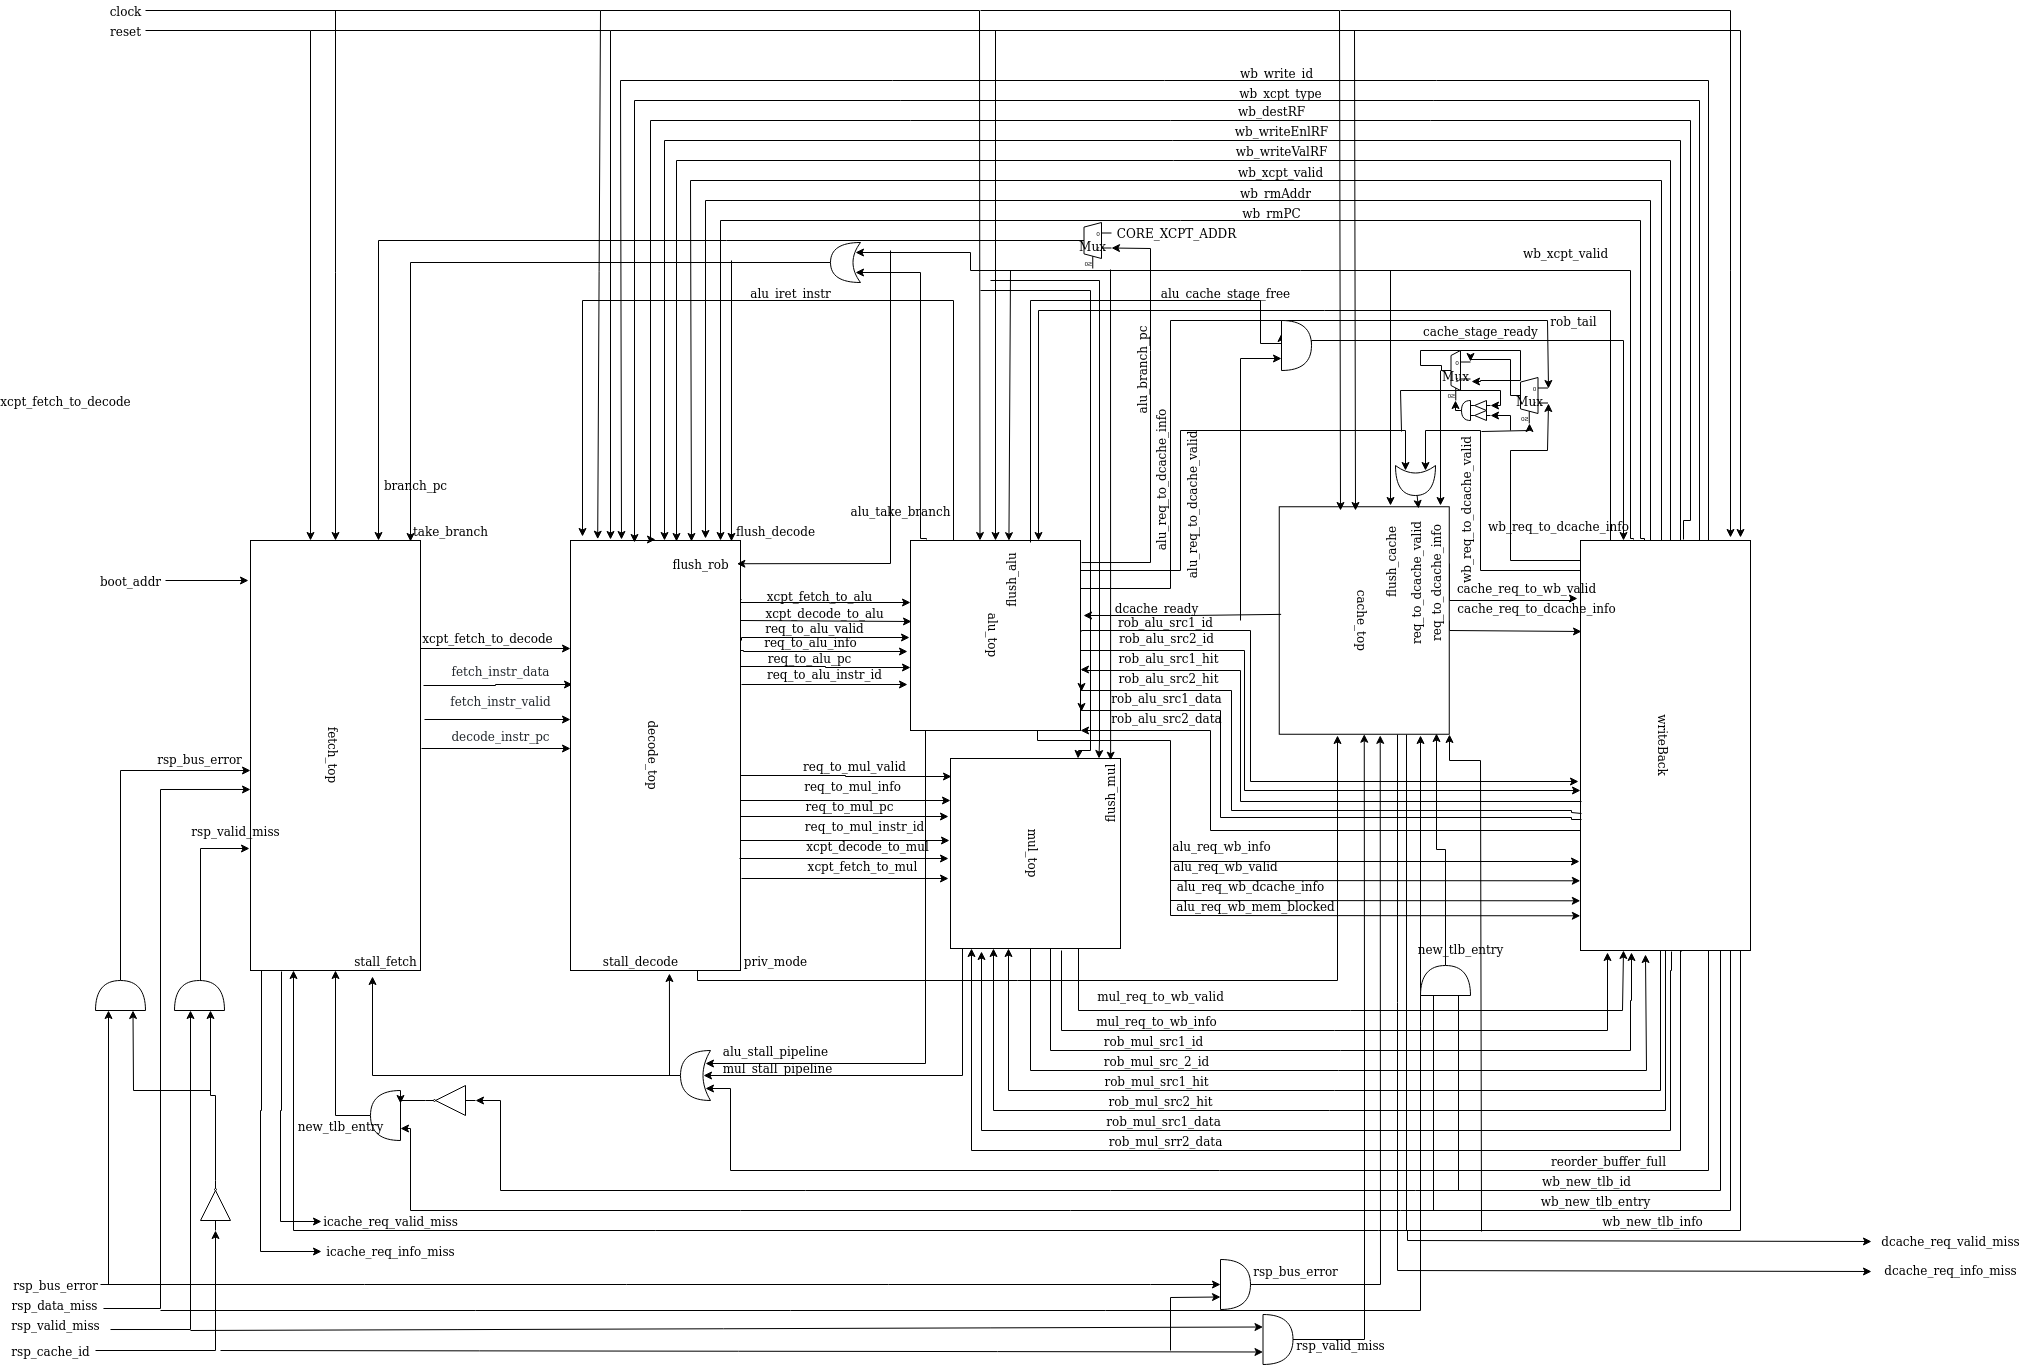 clock
reset
wb_write_id
wb_xcpt_type
wb_destRF
wb_writeEnlRF
wb_writeValRF
wb_xcpt_valid
wb_rmAddr
wb_rmPC
CORE_XCPT_ADDR
Mux
wb_xcpt_valid
alu_iret_instr
alu_cache_stage_free
rob_tail
cache_stage_ready
alu_branch_pc
Mux
Mux
xcpt_fetch_to_decode
alu_req_to_dcache_info
alu_req_to_dcache_valid
wb_req_to_dcache_valid
branch_pc
alu_take_branch
take_branch
flush_decode
wb_req_to_dcache_info
flush_rob
flush_alu
flush_cache
req_to_dcache_valid
req_to_dcache_info
boot_addr
cache_req_to_wb_valid
cache_req_to_dcache_info
xcpt_fetch_to_alu
xcpt_decode_to_alu
req_to_alu_valid
req_to_alu_info
req_to_alu_pc
req_to_alu_instr_id
alu_top
cache_top
dcache_ready
rob_alu_src1_id
rob_alu_src2_id
rob_alu_src1_hit
rob_alu_src2_hit
rob_alu_src1_data
rob_alu_src2_data
xcpt_fetch_to_decode
fetch_instr_data
fetch_instr_valid
decode_instr_pc
fetch_top
decode_top
writeBack
rsp_bus_error
rsp_valid_miss
req_to_mul_valid
req_to_mul_info
req_to_mul_pc
req_to_mul_instr_id
xcpt_decode_to_mul
xcpt_fetch_to_mul
flush_mul
mul_top
alu_req_wb_info
alu_req_wb_valid
alu_req_wb_dcache_info
alu_req_wb_mem_blocked
new_tlb_entry
stall_fetch
stall_decode
priv_mode
mul_req_to_wb_valid
mul_req_to_wb_info
rob_mul_src1_id
rob_mul_src_2_id
rob_mul_src1_hit
rob_mul_src2_hit
rob_mul_src1_data
rob_mul_srr2_data
alu_stall_pipeline
mul_stall_pipeline
new_tlb_entry
reorder_buffer_full
wb_new_tlb_id
wb_new_tlb_entry
wb_new_tlb_info
icache_req_valid_miss
icache_req_info_miss
dcache_req_valid_miss
dcache_req_info_miss
rsp_bus_error
rsp_bus_error
rsp_data_miss
rsp_valid_miss
rsp_cache_id
rsp_valid_miss